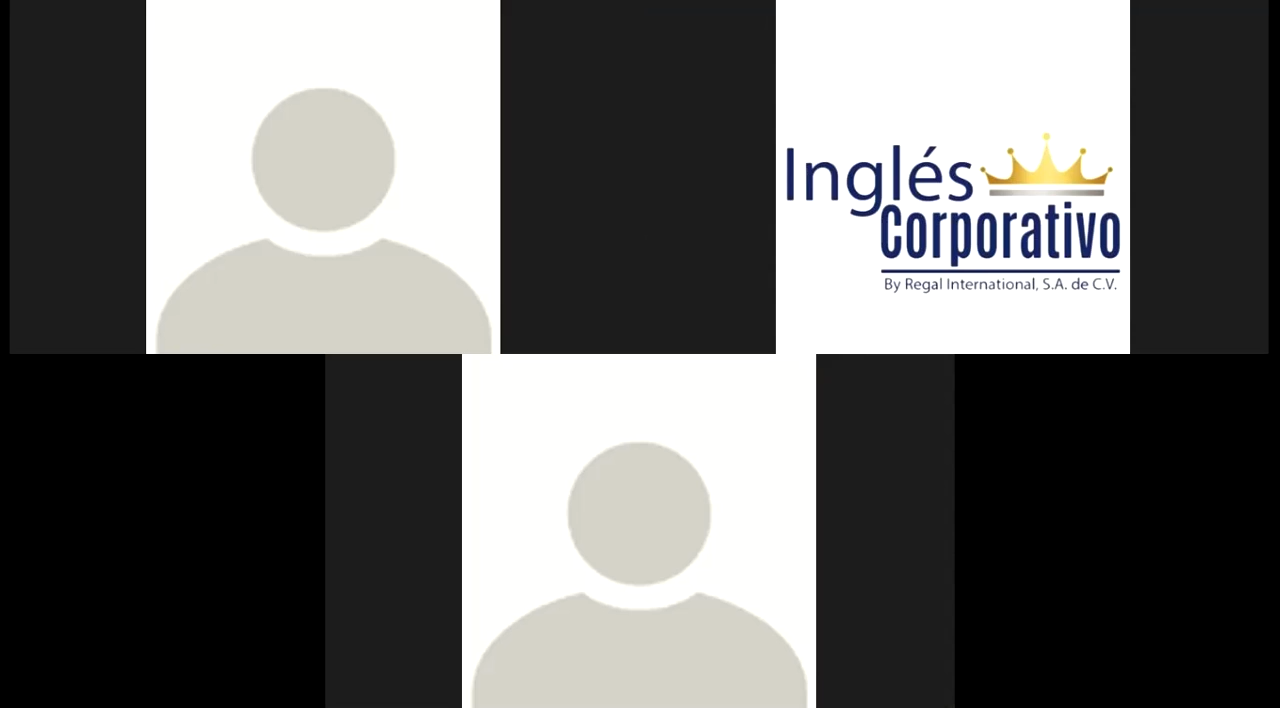 Inglés
Corporativo
By Regal International, S.A. de C.V.